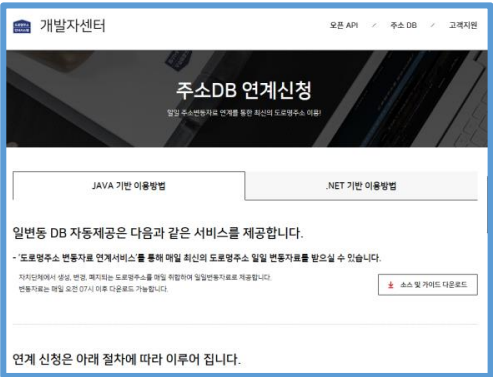 개발자센터
오픈 API / 주소 DB / 고객지원
주소DB 연계신청
일일 주소변동자료 연계를 통한 최신의 도로명주소 이용!
JAVA 기반 이용방법
.NET 기반 이용방법
일변동 DB 자동제공은 다음과 같은 서비스를 제공합니다.
- '도로명주소 변동자료 연계서비스'를 통해 매일 최신의 도로명주소 일일 변동자료를 받으실 수 있습니다.
자치단체에서 생성, 변경, 폐지되는 도로명주소를 매일 취합하여 일일변동자료로 제공합니다.
변동자료는 매일 오전 07시 이후 다운로드 가능합니다.
소스 및 가이드 다운로드
연계 신청은 아래 절차에 따라 이루어 집니다.